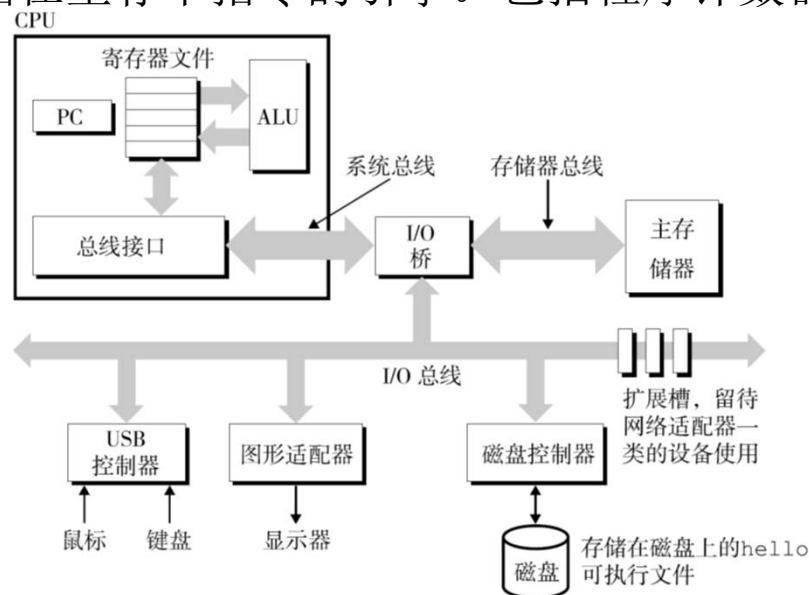 CPU
寄存器文件
PC
ALU
系统总线
存储器总线
总线接口
I/O
桥
主存
储器
I/O 总线
扩展槽，留待
网络适配器一
类的设备使用
USB
控制器
图形适配器
磁盘控制器
鼠标
键盘
显示器
磁盘
存储在磁盘上的hello
可执行文件